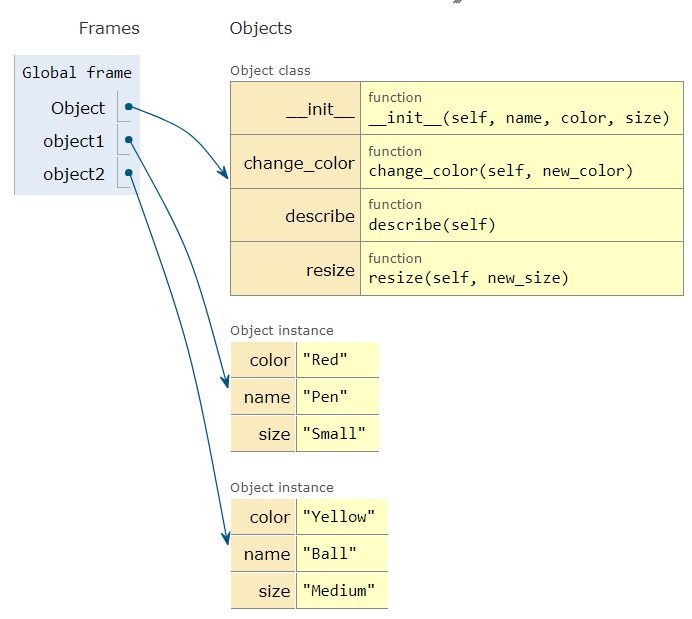 Frames
Objects
Global frame
Object
object1
object2
Object class
__init__
function
__init__(self, name, color, size)
change_color
function
change_color(self, new_color)
describe
function
describe(self)
resize
function
resize(self, new_size)
Object instance
color "Red"
name "Pen"
size "Small"
Object instance
color "Yellow"
name "Ball"
size "Medium"